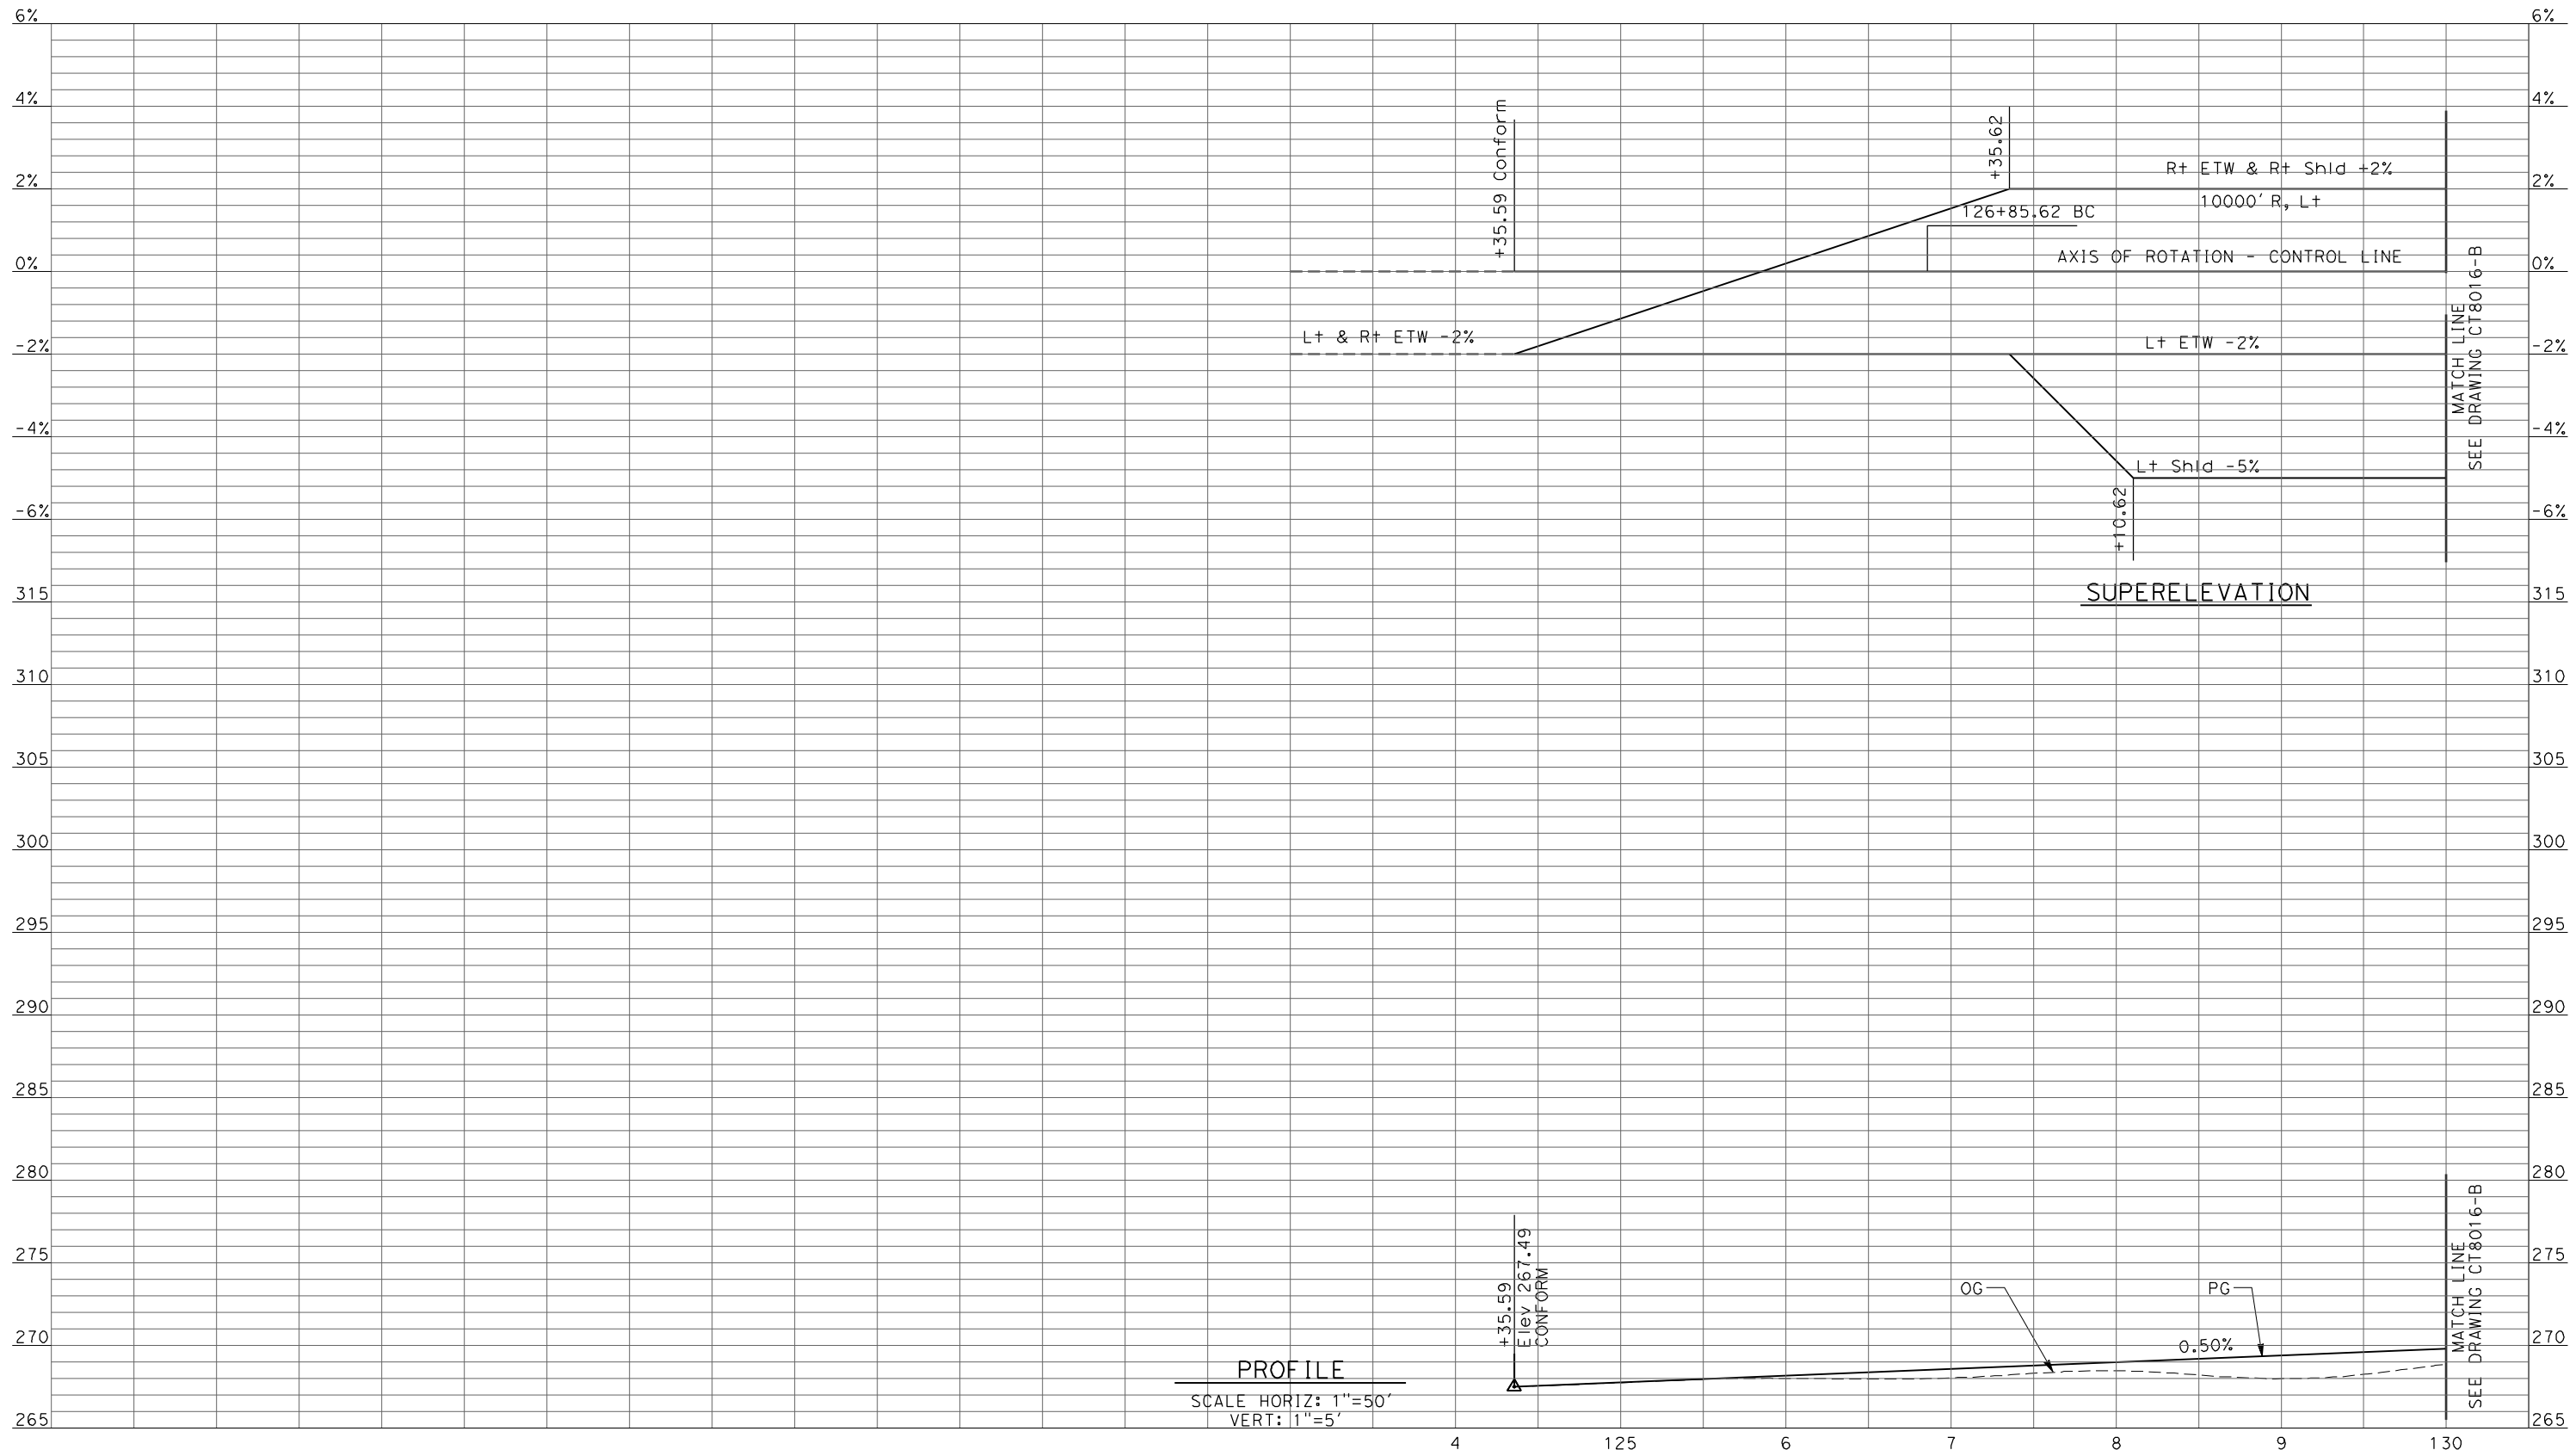 6%
6%
4%
4%
2%
2%
0%
0%
-2%
-2%
-4%
-4%
-6%
-6%
+35.59 Conform
+35.62
Rt ETW & Rt Shld +2%
10000' R, Lt
126+85.62 BC
AXIS OF ROTATION - CONTROL LINE
Lt & Rt ETW -2%
Lt ETW -2%
Lt Shld -5%
+10.62
MATCH LINE
SEE DRAWING CT8016-B
SUPERELEVATION
315
315
310
310
305
305
300
300
295
295
290
290
285
285
280
280
275
275
270
270
265
265
+35.59
Elev 267.49
CONFORM
OG
PG
0.50%
MATCH LINE
SEE DRAWING CT8016-B
PROFILE
SCALE HORIZ: 1"=50'
VERT: 1"=5'
4
125
6
7
8
9
130